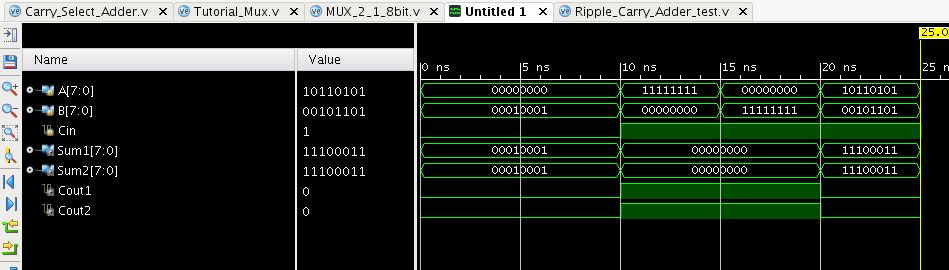 Carry_Select_Adder.v Tutorial_Mux.v MUX_2_1_8bit.v Untitled 1 Ripple_Carry_Adder_test.v
25.0
Name Value
0 ns 5 ns 10 ns 15 ns 20 ns 25 n
A[7:0] 10110101 00000000 11111111 00000000 10110101
B[7:0] 00101101 00010001 00000000 11111111 00101101
Cin 1
Sum1[7:0] 11100011 00010001 00000000 11100011
Sum2[7:0] 11100011 00010001 00000000 11100011
Cout1 0
Cout2 0